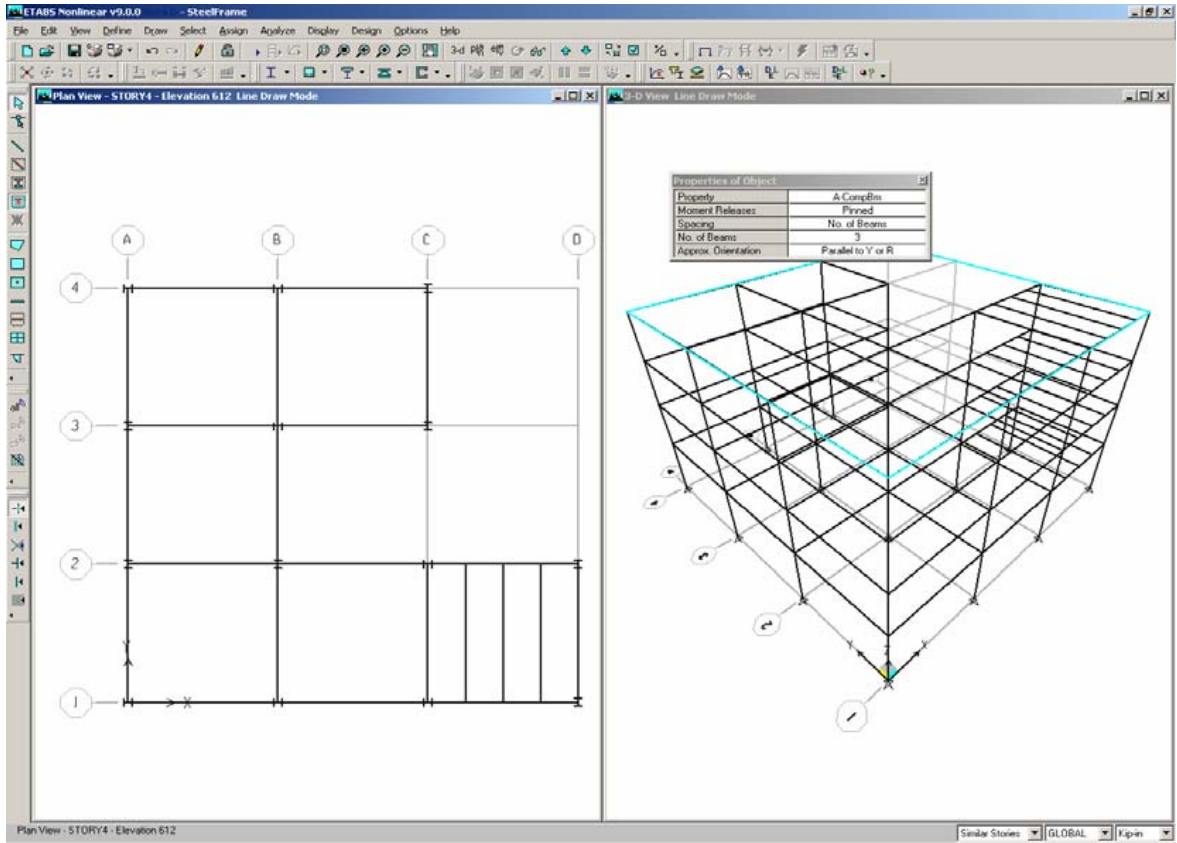 ETABS Nonlinear v9.0.0 - SteelFrame
File Edit View Define Draw Select Assign Analyze Display Design Options Help
3-d
Plan View - STORY4 - Elevation 612 Line Draw Mode
3-D View Line Draw Mode
Properties of Object
Property A-CompBm
Moment Releases Pinned
Spacing No. of Beams
No. of Beams 3
Approx. Orientation Parallel to Y or R
A B C D
4
3
2
Y
1 X
Y Z X
2
1
Plan View - STORY4 - Elevation 612
Similar Stories GLOBAL Kip-in